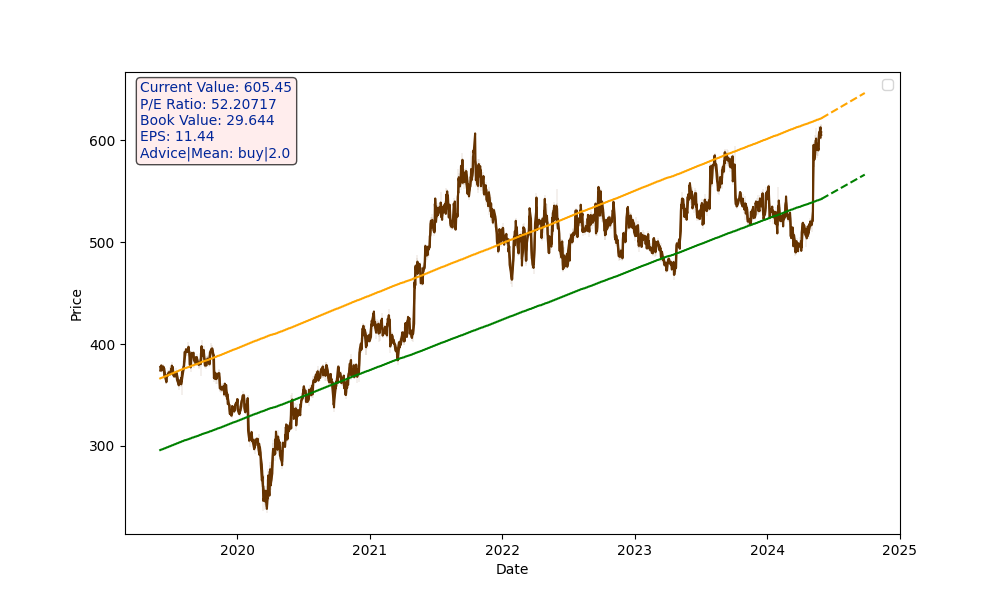 Current Value: 605.45
P/E Ratio: 52.20717
Book Value: 29.644
EPS: 11.44
Advice|Mean: buy|2.0
600
500
400
300
Price
2020 2021 2022 2023 2024 2025
Date